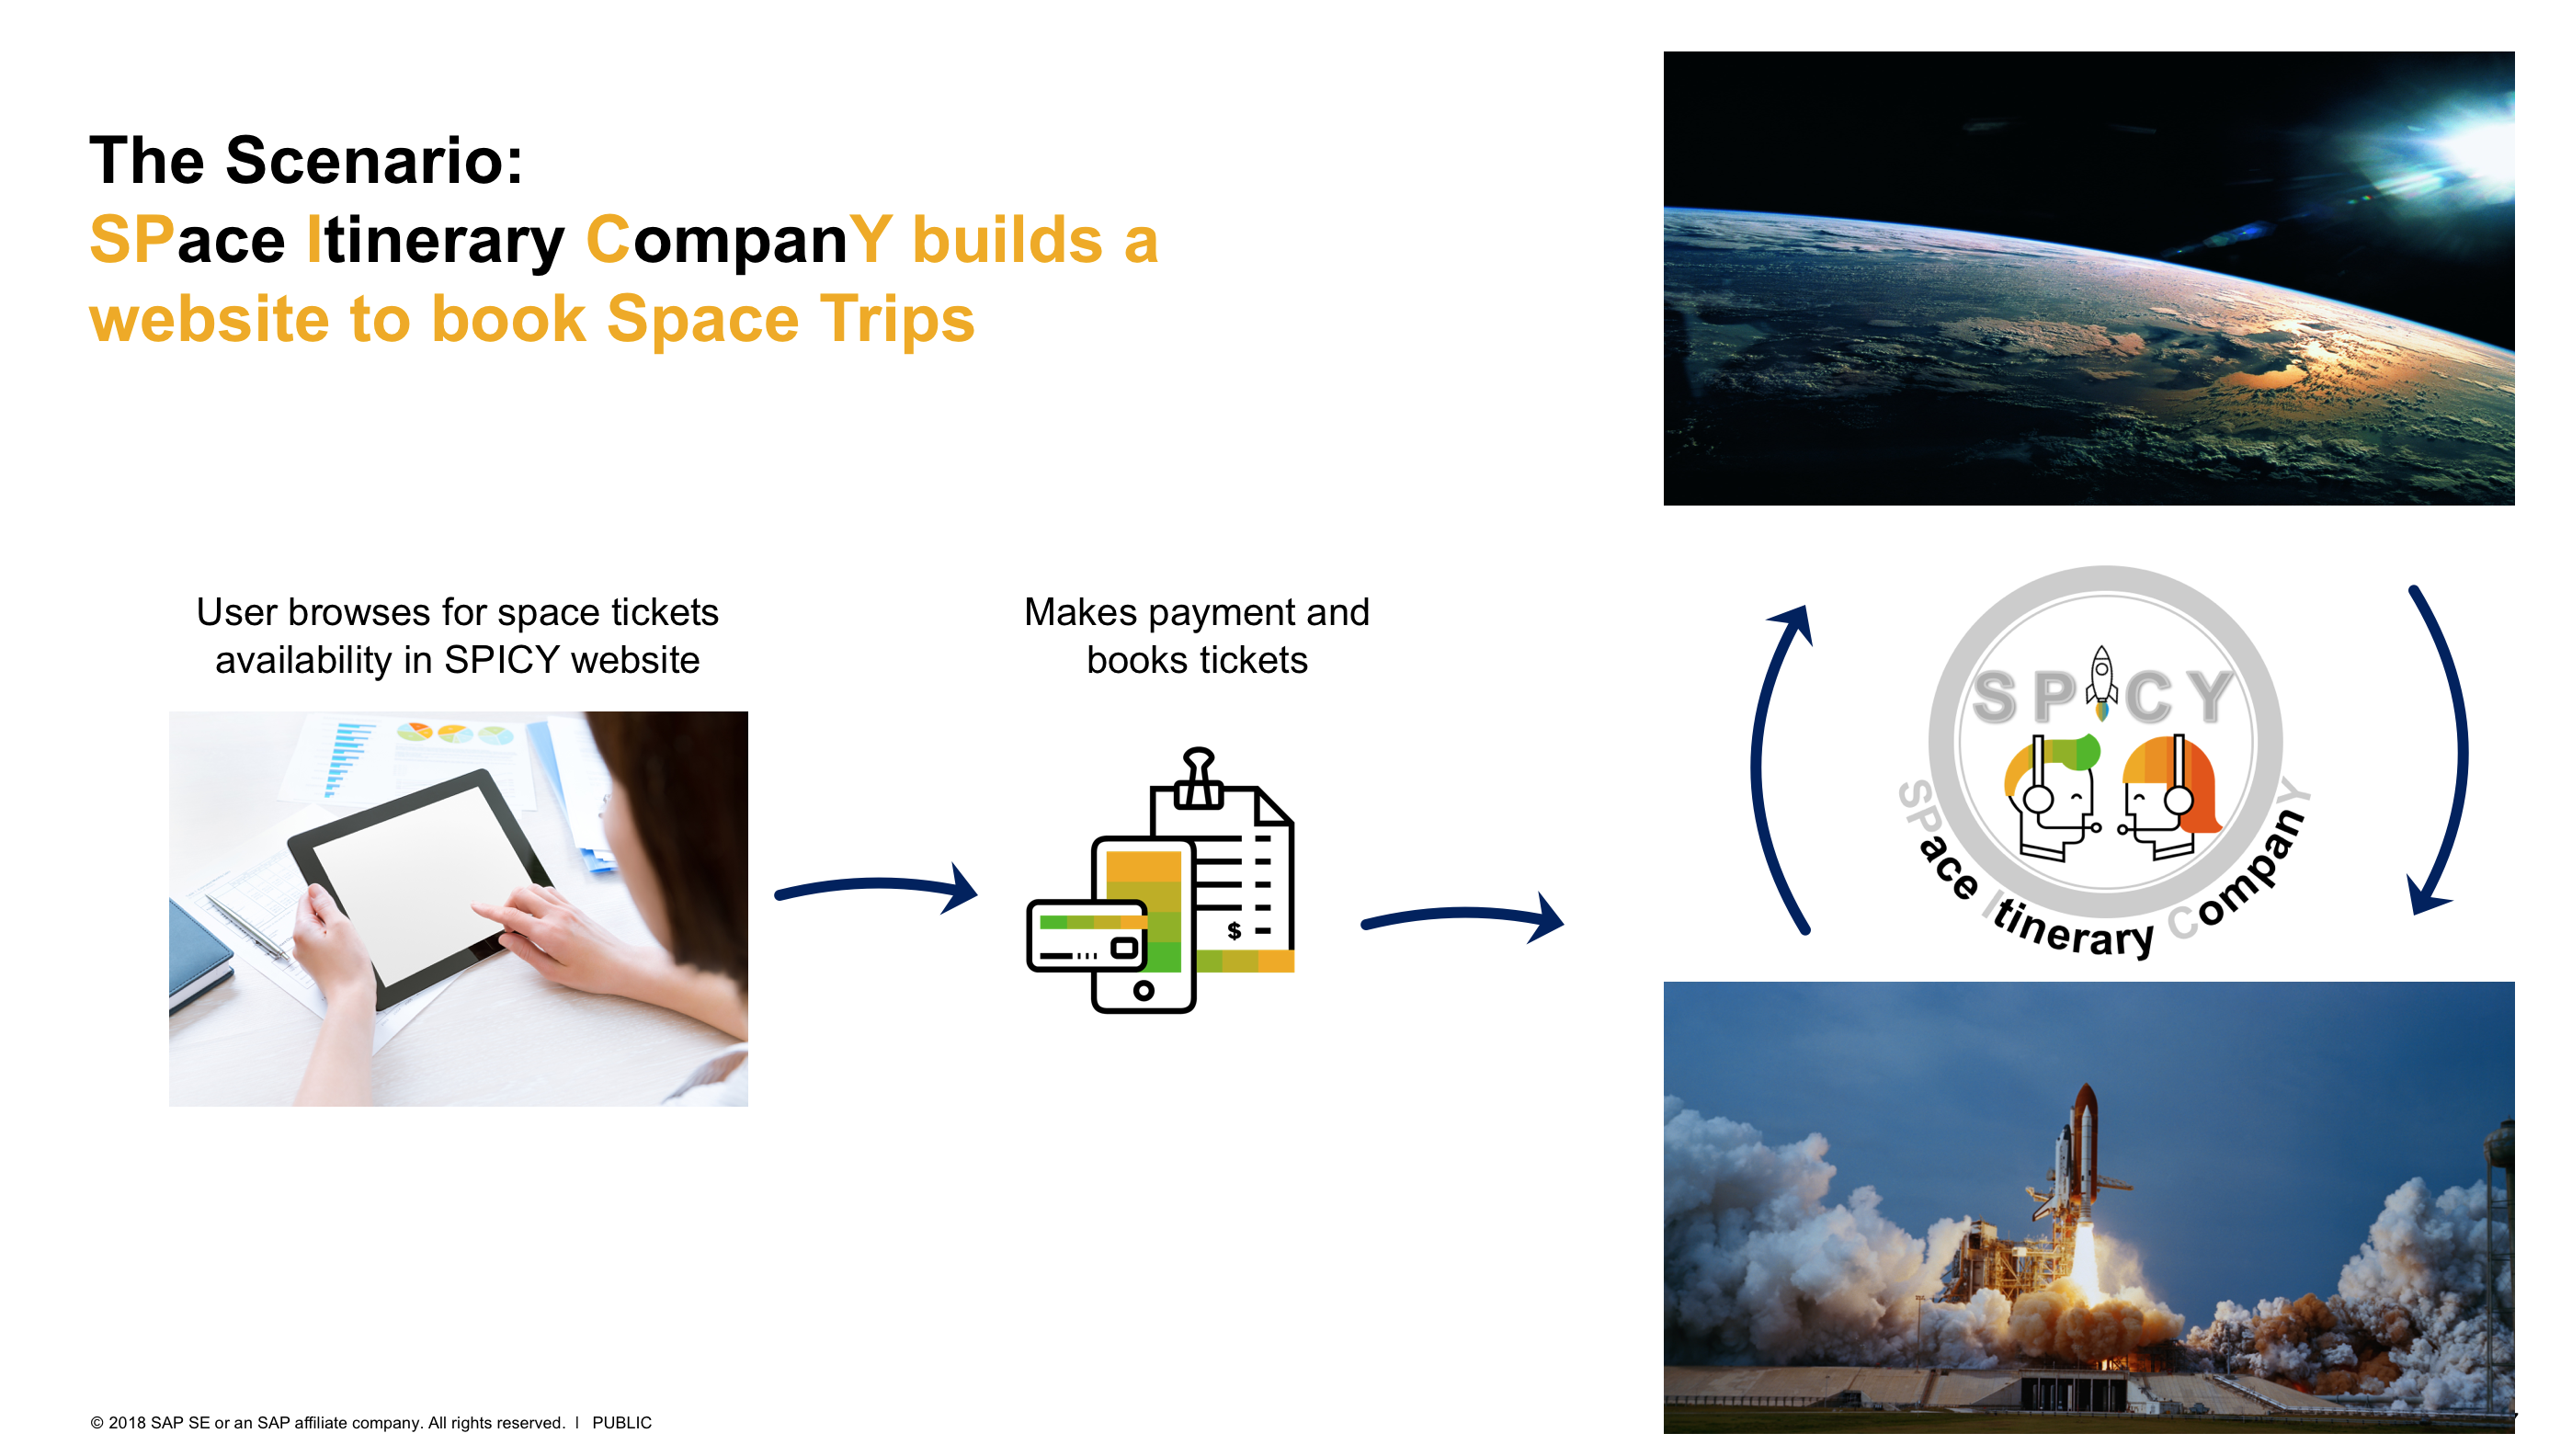 The Scenario:
SPace Itinerary CompanY builds a
website to book Space Trips
User browses for space tickets
availability in SPICY website
Makes payment and
books tickets
$
SPICY
SPace Itinerary CompanY
© 2018 SAP SE or an SAP affiliate company. All rights reserved. | PUBLIC